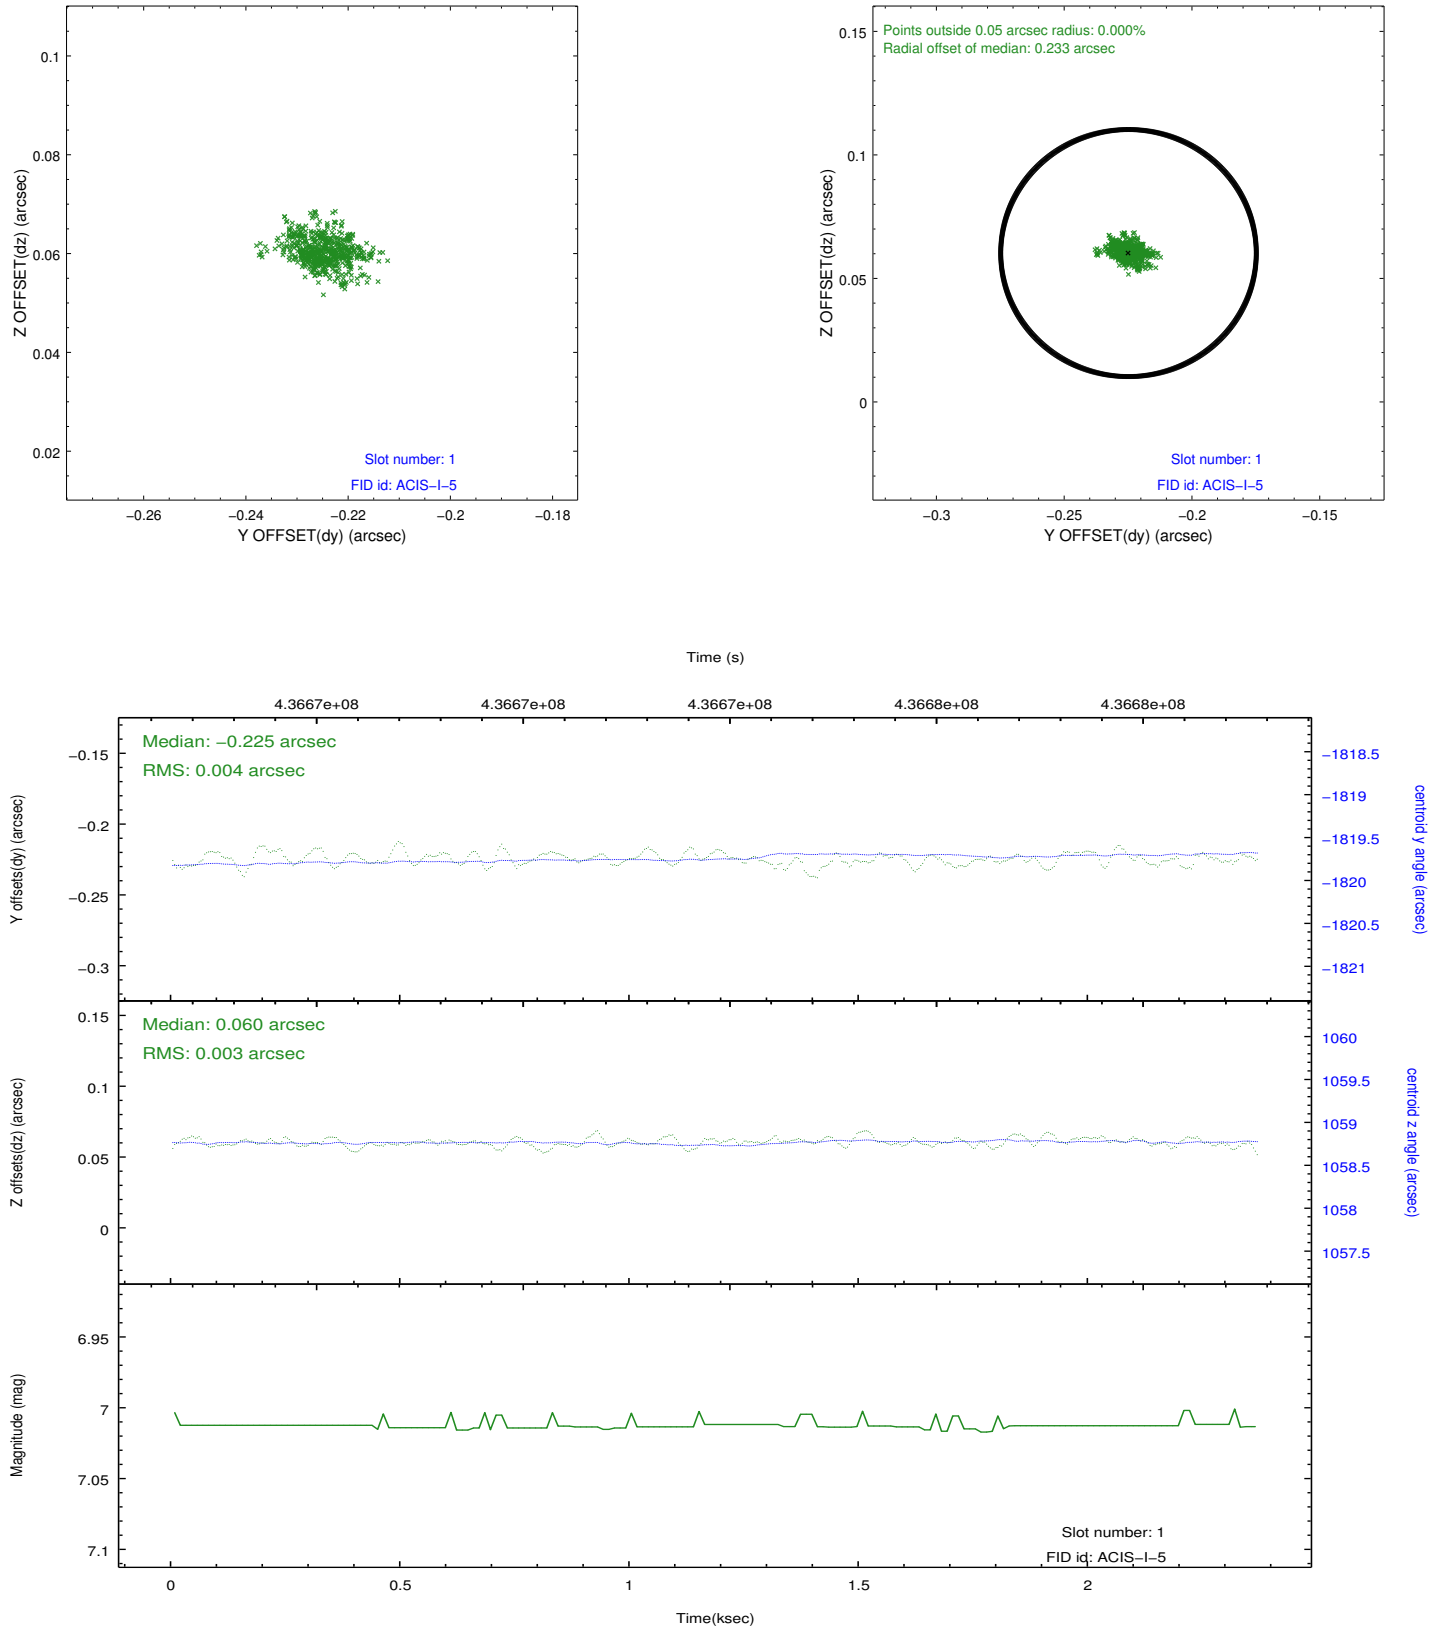 0.1
0.08
0.06
0.04
0.02
Z OFFSET(dz) (arcsec)
Slot number: 1
FID id: ACIS−I−5
−0.26 −0.24 −0.22 −0.2 −0.18
Y OFFSET(dy) (arcsec)
Points outside 0.05 arcsec radius: 0.000%
Radial offset of median: 0.233 arcsec
0.15
0.1
0.05
0
Z OFFSET(dz) (arcsec)
Slot number: 1
FID id: ACIS−I−5
−0.3 −0.25 −0.2 −0.15
Y OFFSET(dy) (arcsec)
Time (s)
4.3667e+08 4.3667e+08 4.3667e+08 4.3668e+08 4.3668e+08
Median: −0.225 arcsec
RMS: 0.004 arcsec
−0.15
−0.2
−0.25
−0.3
Y offsets(dy) (arcsec)
−1818.5
−1819
−1819.5
−1820
−1820.5
−1821
centroid y angle (arcsec)
Median: 0.060 arcsec
RMS: 0.003 arcsec
0.15
0.1
0.05
0
Z offsets(dz) (arcsec)
1060
1059.5
1059
1058.5
1058
1057.5
centroid z angle (arcsec)
6.95
7
7.05
7.1
Magnitude (mag)
Slot number: 1
FID id: ACIS−I−5
0 0.5 1 1.5 2
Time(ksec)